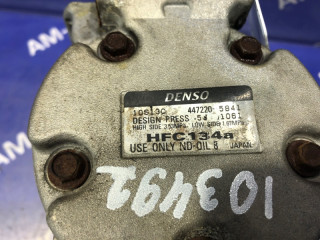 DENSO
10S13C 447220-5841
DESIGN PRESS
HFC134a
USE ONLY ND-OIL 8 JAPAN
103492
AM-